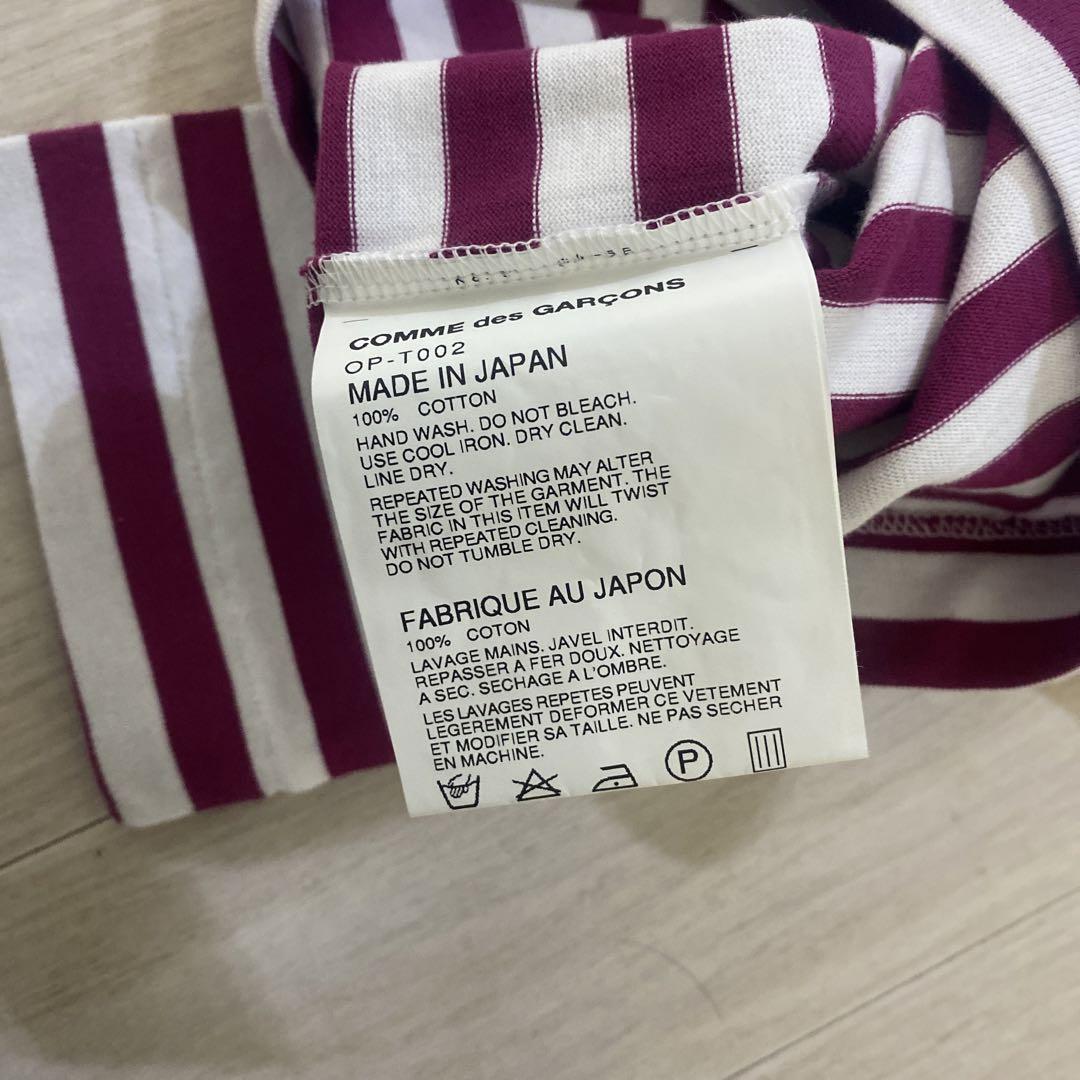 COMME des GARÇONS
OP-T002
MADE IN JAPAN
100% COTTON
HAND WASH. DO NOT BLEACH.
USE COOL IRON. DRY CLEAN.
LINE DRY.
REPEATED WASHING MAY ALTER
THE SIZE OF THE GARMENT. THE
FABRIC IN THIS ITEM WILL TWIST
WITH REPEATED CLEANING.
DO NOT TUMBLE DRY.
FABRIQUE AU JAPON
100% COTON
LAVAGE MAINS. JAVEL INTERDIT.
REPASSER A FER DOUX. NETTOYAGE
A SEC. SECHAGE A L'OMBRE.
LES LAVAGES REPETES PEUVENT
LEGEREMENT DEFORMER CE VETEMENT
ET MODIFIER SA TAILLE. NE PAS SECHER
EN MACHINE.
P